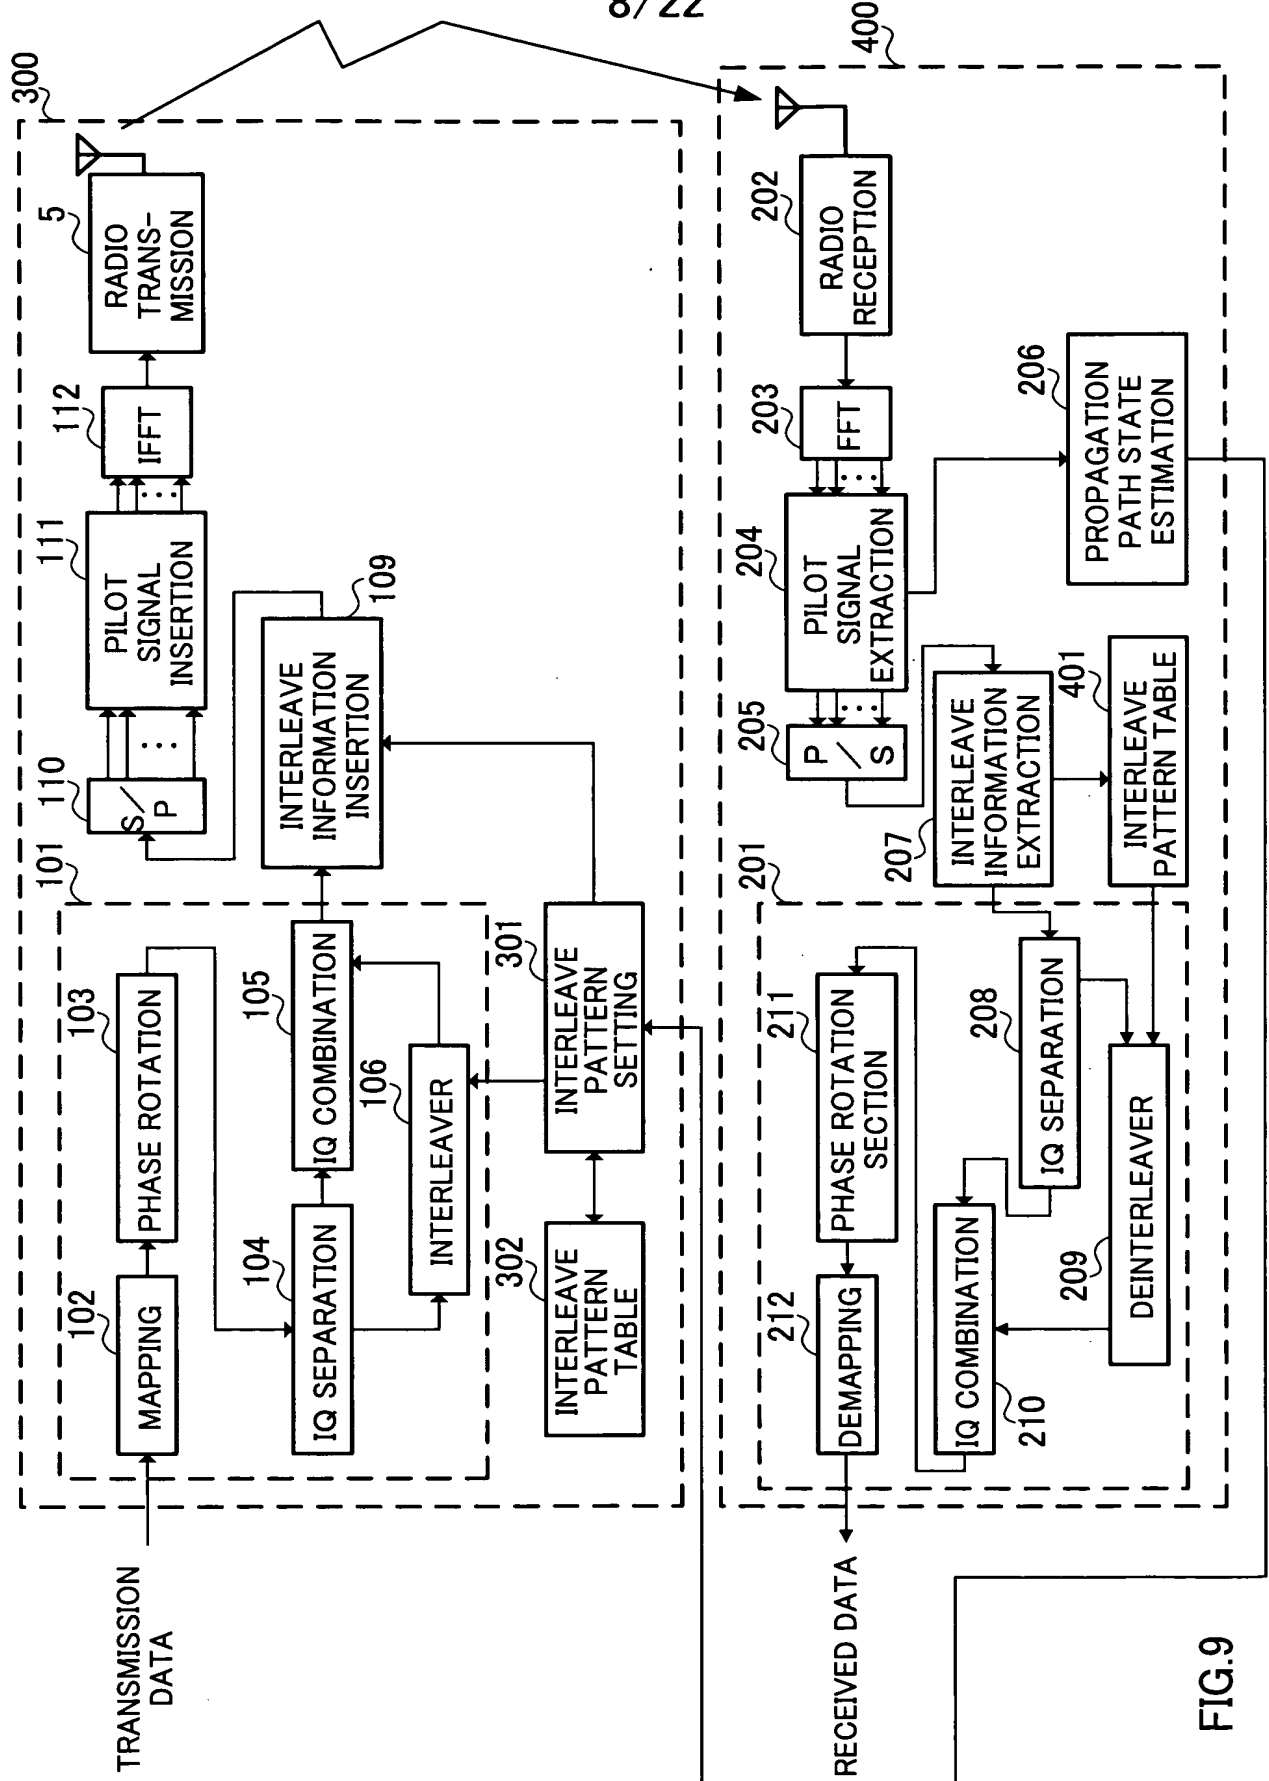 8/22
300
TRANSMISSION
DATA
101
102
MAPPING
103
PHASE ROTATION
104
IQ SEPARATION
105
IQ COMBINATION
106
INTERLEAVER
109
INTERLEAVE
INFORMATION
INSERTION
110
S/P
111
PILOT
SIGNAL
INSERTION
112
IFFT
5
RADIO
TRANS-
MISSION
301
INTERLEAVE
PATTERN
SETTING
302
INTERLEAVE
PATTERN
TABLE
400
202
RADIO
RECEPTION
203
FFT
204
PILOT
SIGNAL
EXTRACTION
205
P/S
206
PROPAGATION
PATH STATE
ESTIMATION
207
INTERLEAVE
INFORMATION
EXTRACTION
401
INTERLEAVE
PATTERN TABLE
201
208
IQ SEPARATION
209
DEINTERLEAVER
210
IQ COMBINATION
211
PHASE ROTATION
SECTION
212
DEMAPPING
RECEIVED DATA
FIG.9